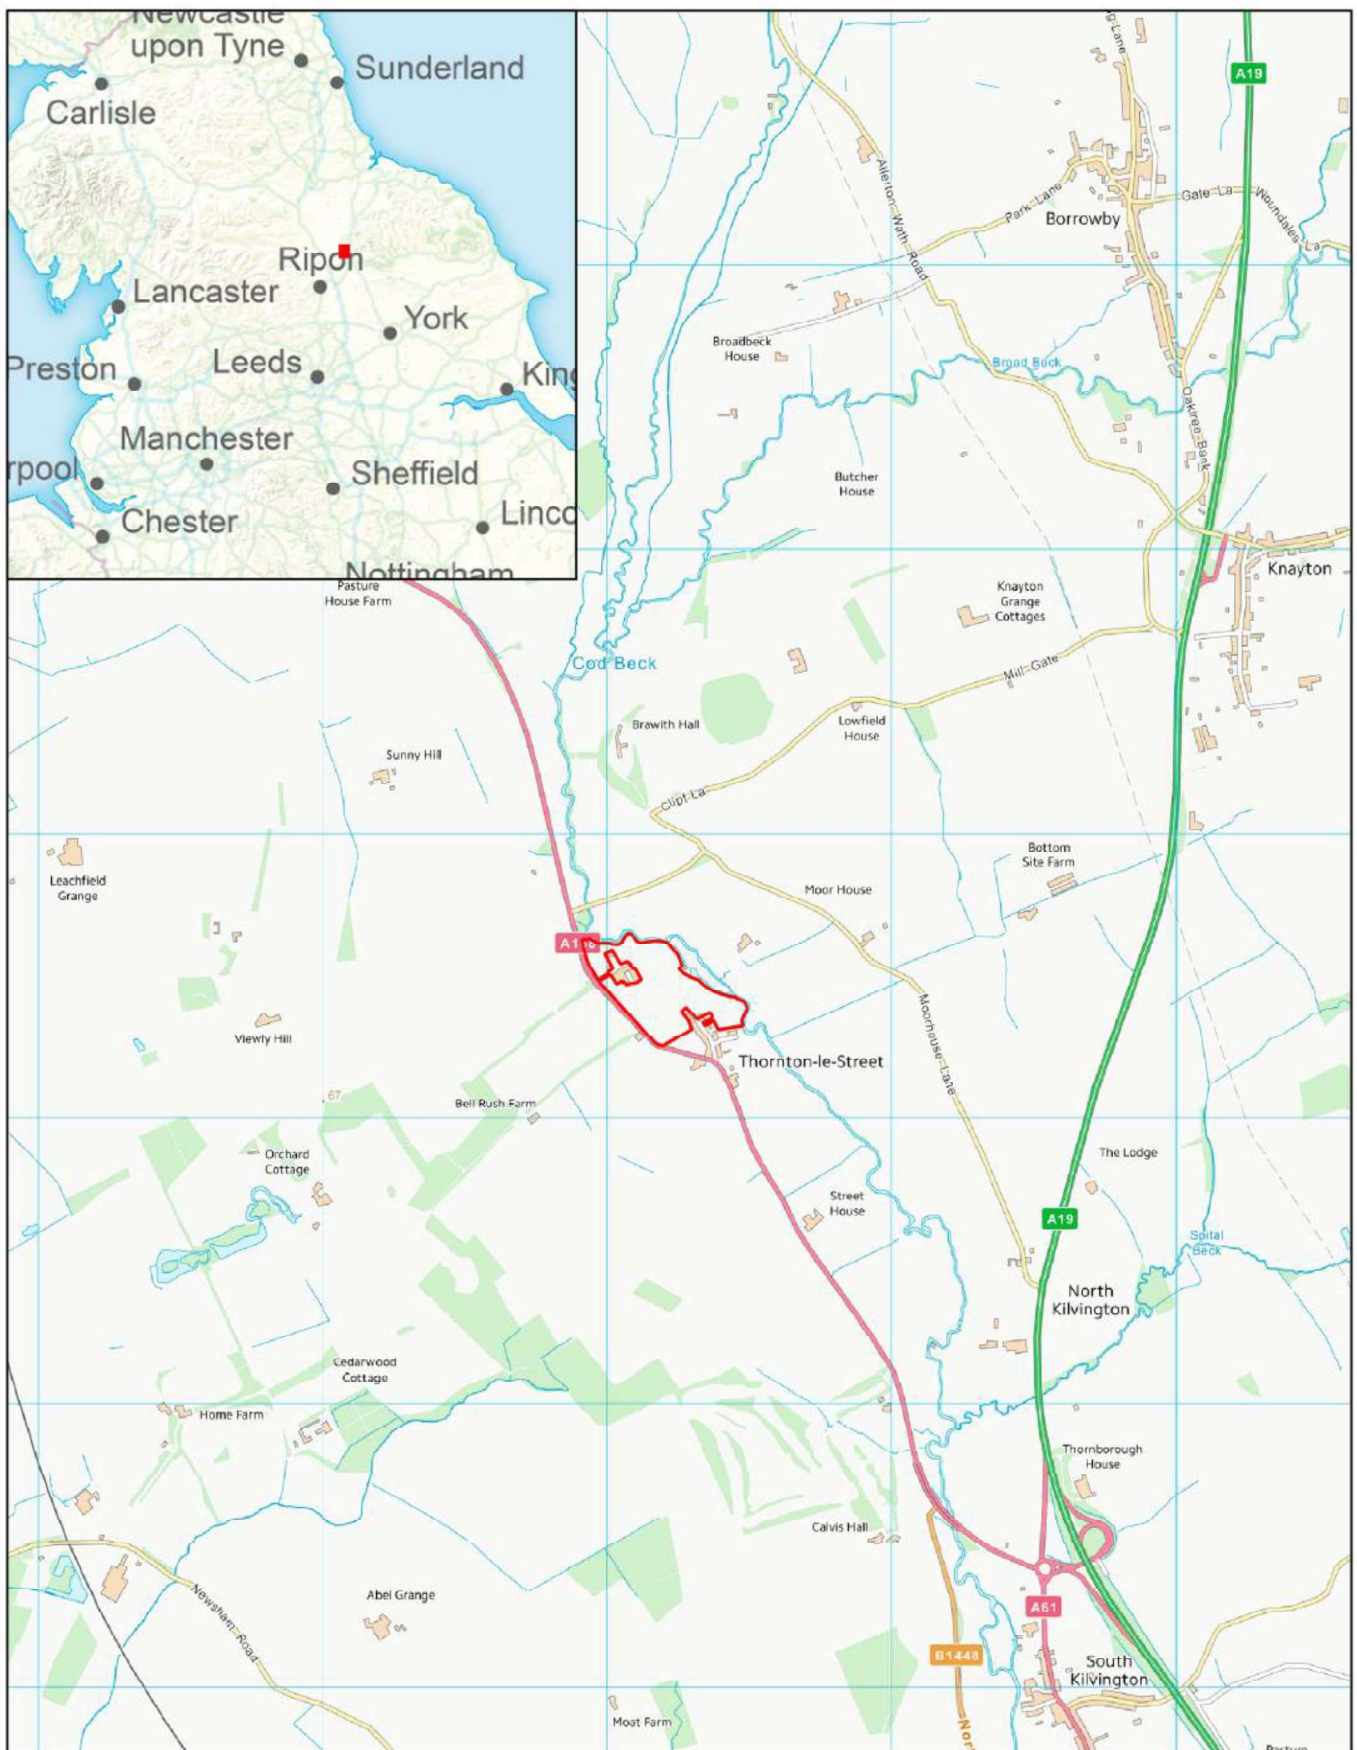 Newcastle
upon Tyne
Sunderland
Carlisle
Ripon
Lancaster
York
Preston
Leeds
Manchester
Sheffield
Chester
Nottingham
A19
Allerton Wath Road
Park Lane
Borrowby
Gate La
Woundales La
Broadbeck
House
Broad Beck
Oaktree Bank
Butcher
House
Knayton
Pasture
House Farm
Knayton
Grange
Cottages
Cod Beck
Mill Gate
Brawith Hall
Lowfield
House
Sunny Hill
Clipt La
Bottom
Site Farm
Leachfield
Grange
Moor House
Viewly Hill
Moorhouse Lane
Thornton-le-Street
67
Bell Rush Farm
Orchard
Cottage
The Lodge
Street
House
A19
Spital
Beck
North
Kilvington
Cedarwood
Cottage
Home Farm
Thornborough
House
Calvis Hall
Newsham Road
Abel Grange
A61
B1448
South
Kilvington
Moat Farm